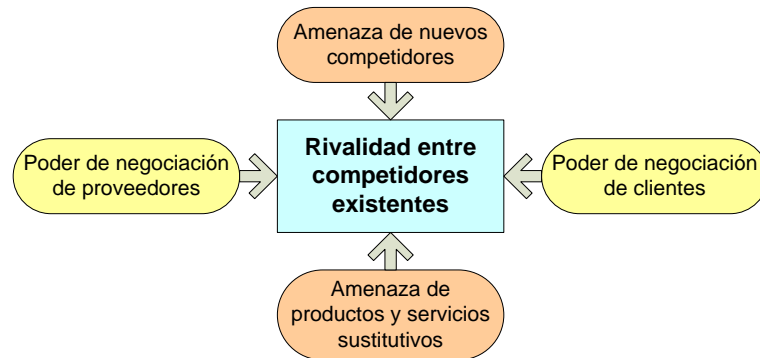 Amenaza de nuevos
competidores
Poder de negociación
de proveedores
Rivalidad entre
competidores
existentes
Poder de negociación
de clientes
Amenaza de
productos y servicios
sustitutivos